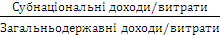 Субнаціональні доходи/витрати
Загальнодержавні доходи/витрати